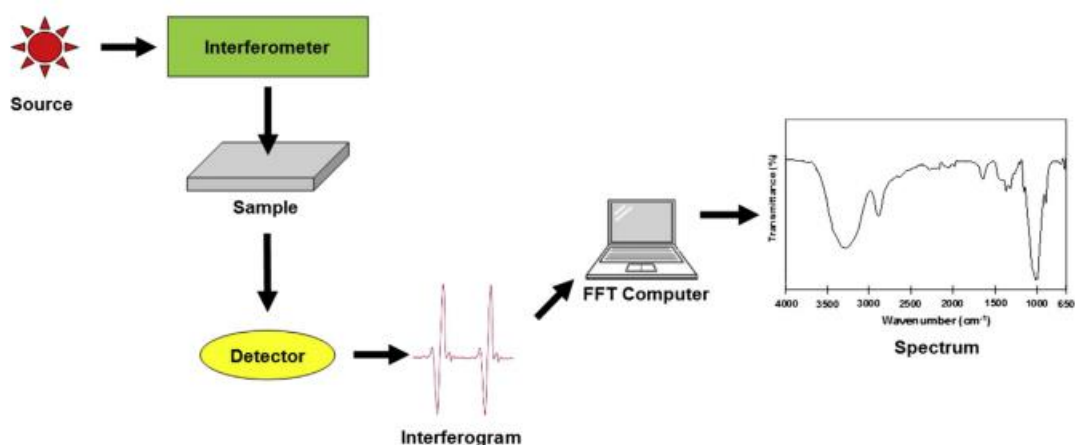 Interferometer
Source
Sample
Detector
Interferogram
FFT Computer
Transmittance (%)
4000 3500 3000 2500 2000 1500 1000 650
Wavenumber (cm⁻¹)
Spectrum